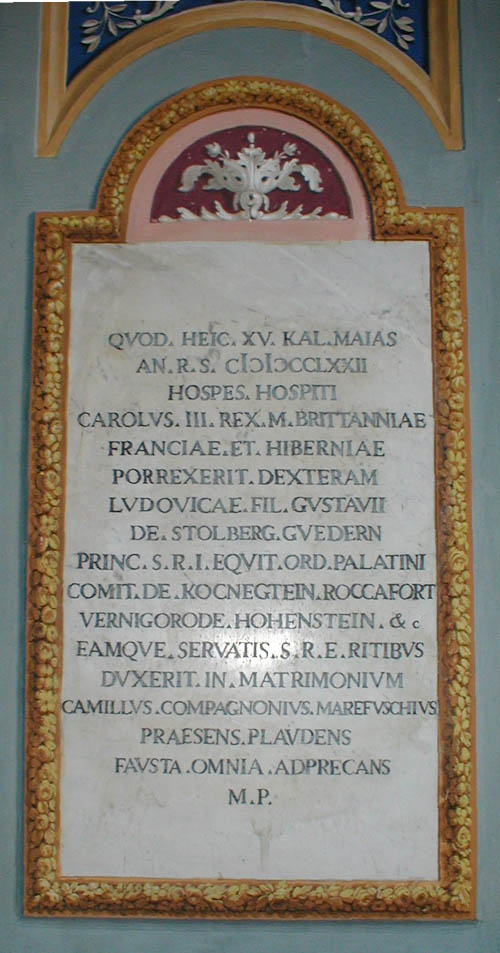 QVOD. HEIC. XV. KAL. MAIAS
AN. R. S. CIƆIƆCCLXXII
HOSPES. HOSPITI
CAROLVS. III. REX. M. BRITTANNIAE
FRANCIAE. ET. HIBERNIAE
PORREXERIT. DEXTERAM
LVDOVICAE. FIL. GVSTAVII
DE. STOLBERG. GVEDERN
PRINC. S. R. I. EQVIT. ORD. PALATINI
COMIT. DE. KOCNEGTEIN. ROCCAFORT
VERNIGORODE. HOHENSTEIN. & c
EAMQVE. SERVATIS. S. R. E. RITIBVS
DVXERIT. IN. MATRIMONIVM
CAMILLVS. COMPAGNONIVS. MAREFVSCHIVS
PRAESENS. PLAVDENS
FAVSTA. OMNIA. ADPRECANS
M. P.